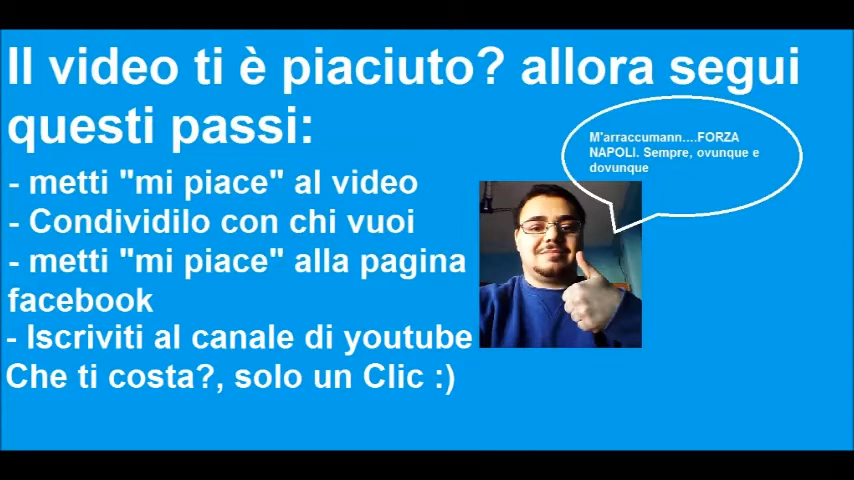 Il video ti è piaciuto? allora segui
questi passi:
- metti "mi piace" al video
- Condividilo con chi vuoi
- metti "mi piace" alla pagina
facebook
- Iscriviti al canale di youtube
Che ti costa?, solo un Clic :)
M'arraccumann....FORZA
NAPOLI. Sempre, ovunque e
dovunque